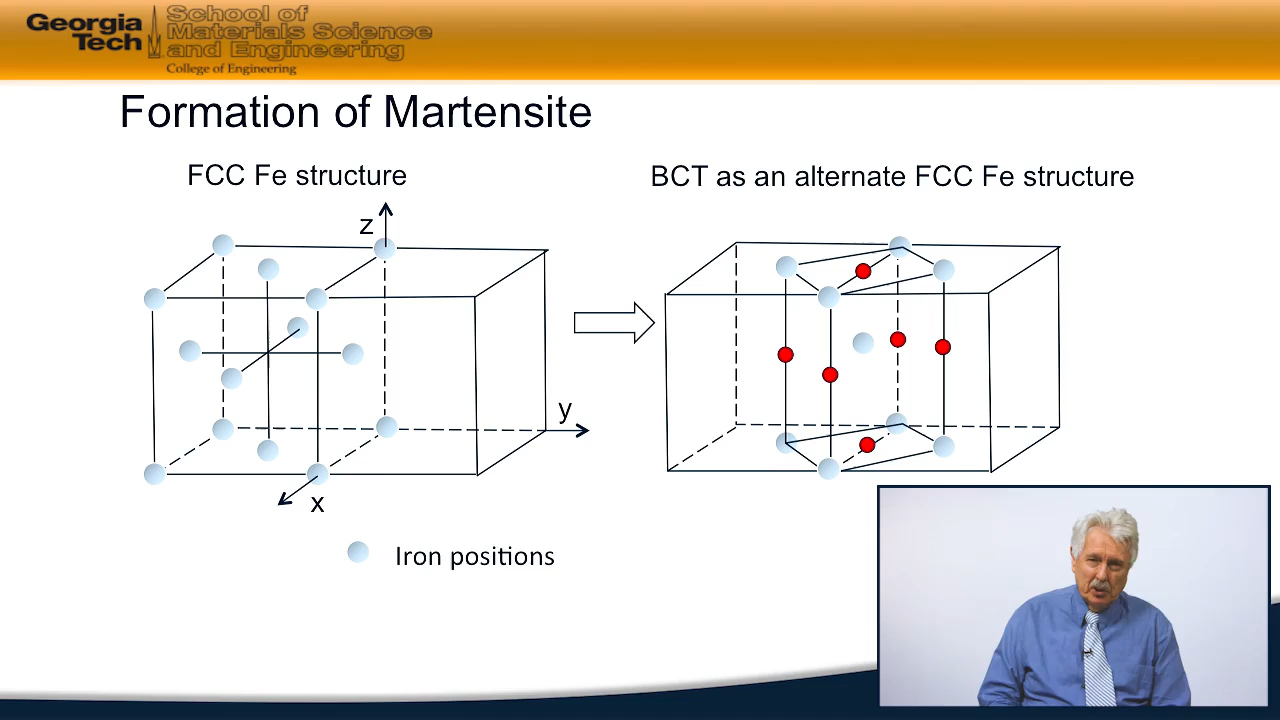 Georgia
Tech
School of
Materials Science
and Engineering
College of Engineering
Formation of Martensite
FCC Fe structure
BCT as an alternate FCC Fe structure
z
y
x
Iron positions